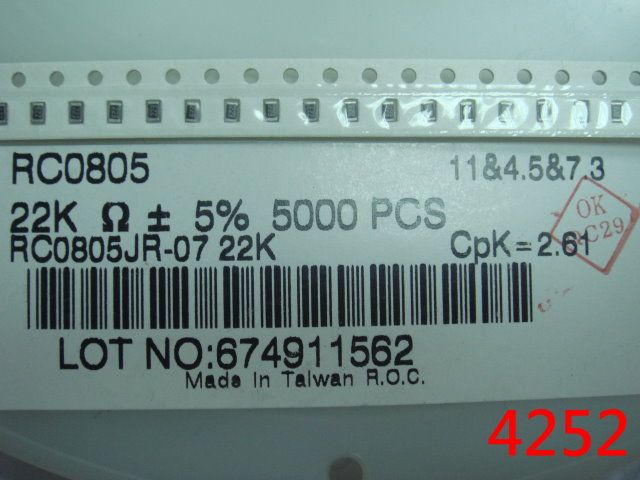 RC0805
11&4.5&7.3
22K Ω ± 5% 5000 PCS
OK
C29
RC0805JR-07 22K
CpK=2.61
LOT NO:674911562
Made In Taiwan R.O.C.
4252